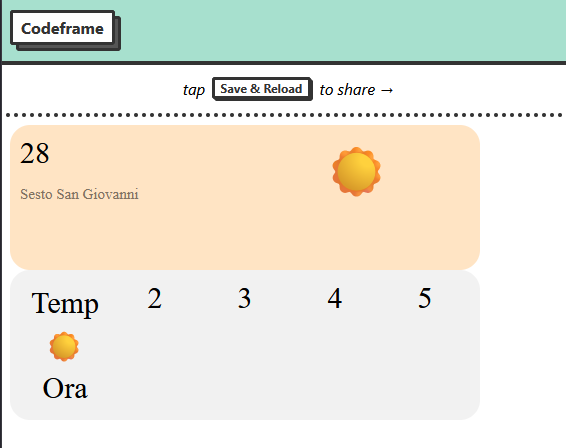 Codeframe
tap Save & Reload to share →
28
Sesto San Giovanni
Temp 2 3 4 5
Ora